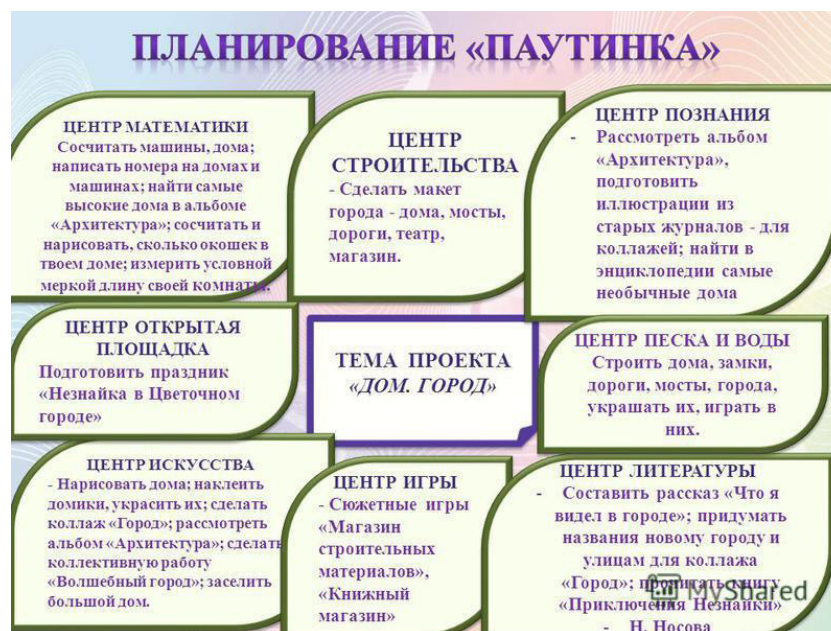 ПЛАНИРОВАНИЕ «ПАУТИНКА»
ЦЕНТР МАТЕМАТИКИ
Сосчитать машины, дома;
написать номера на домах и
машинах; найти самые
высокие дома в альбоме
«Архитектура»; сосчитать и
нарисовать, сколько окошек в
твоем доме; измерить условной
меркой длину своей комнаты.
ЦЕНТР
СТРОИТЕЛЬСТВА
- Сделать макет
города - дома, мосты,
дороги, театр,
магазин.
ЦЕНТР ПОЗНАНИЯ
- Рассмотреть альбом
«Архитектура»,
подготовить
иллюстрации из
старых журналов - для
коллажей; найти в
энциклопедии самые
необычные дома
ЦЕНТР ОТКРЫТАЯ
ПЛОЩАДКА
Подготовить праздник
«Незнайка в Цветочном
городе»
ТЕМА ПРОЕКТА
«ДОМ. ГОРОД»
ЦЕНТР ПЕСКА И ВОДЫ
Строить дома, замки,
дороги, мосты, города,
украшать их, играть в
них.
ЦЕНТР ИСКУССТВА
- Нарисовать дома; наклеить
домики, украсить их; сделать
коллаж «Город»; рассмотреть
альбом «Архитектура»; сделать
коллективную работу
«Волшебный город»; заселить
большой дом.
ЦЕНТР ИГРЫ
- Сюжетные игры
«Магазин
строительных
материалов»,
«Книжный
магазин»
ЦЕНТР ЛИТЕРАТУРЫ
- Составить рассказ «Что я
видел в городе»; придумать
названия новому городу и
улицам для коллажа
«Город»; прочитать книгу
«Приключения Незнайки»
- Н. Носова
MyShared